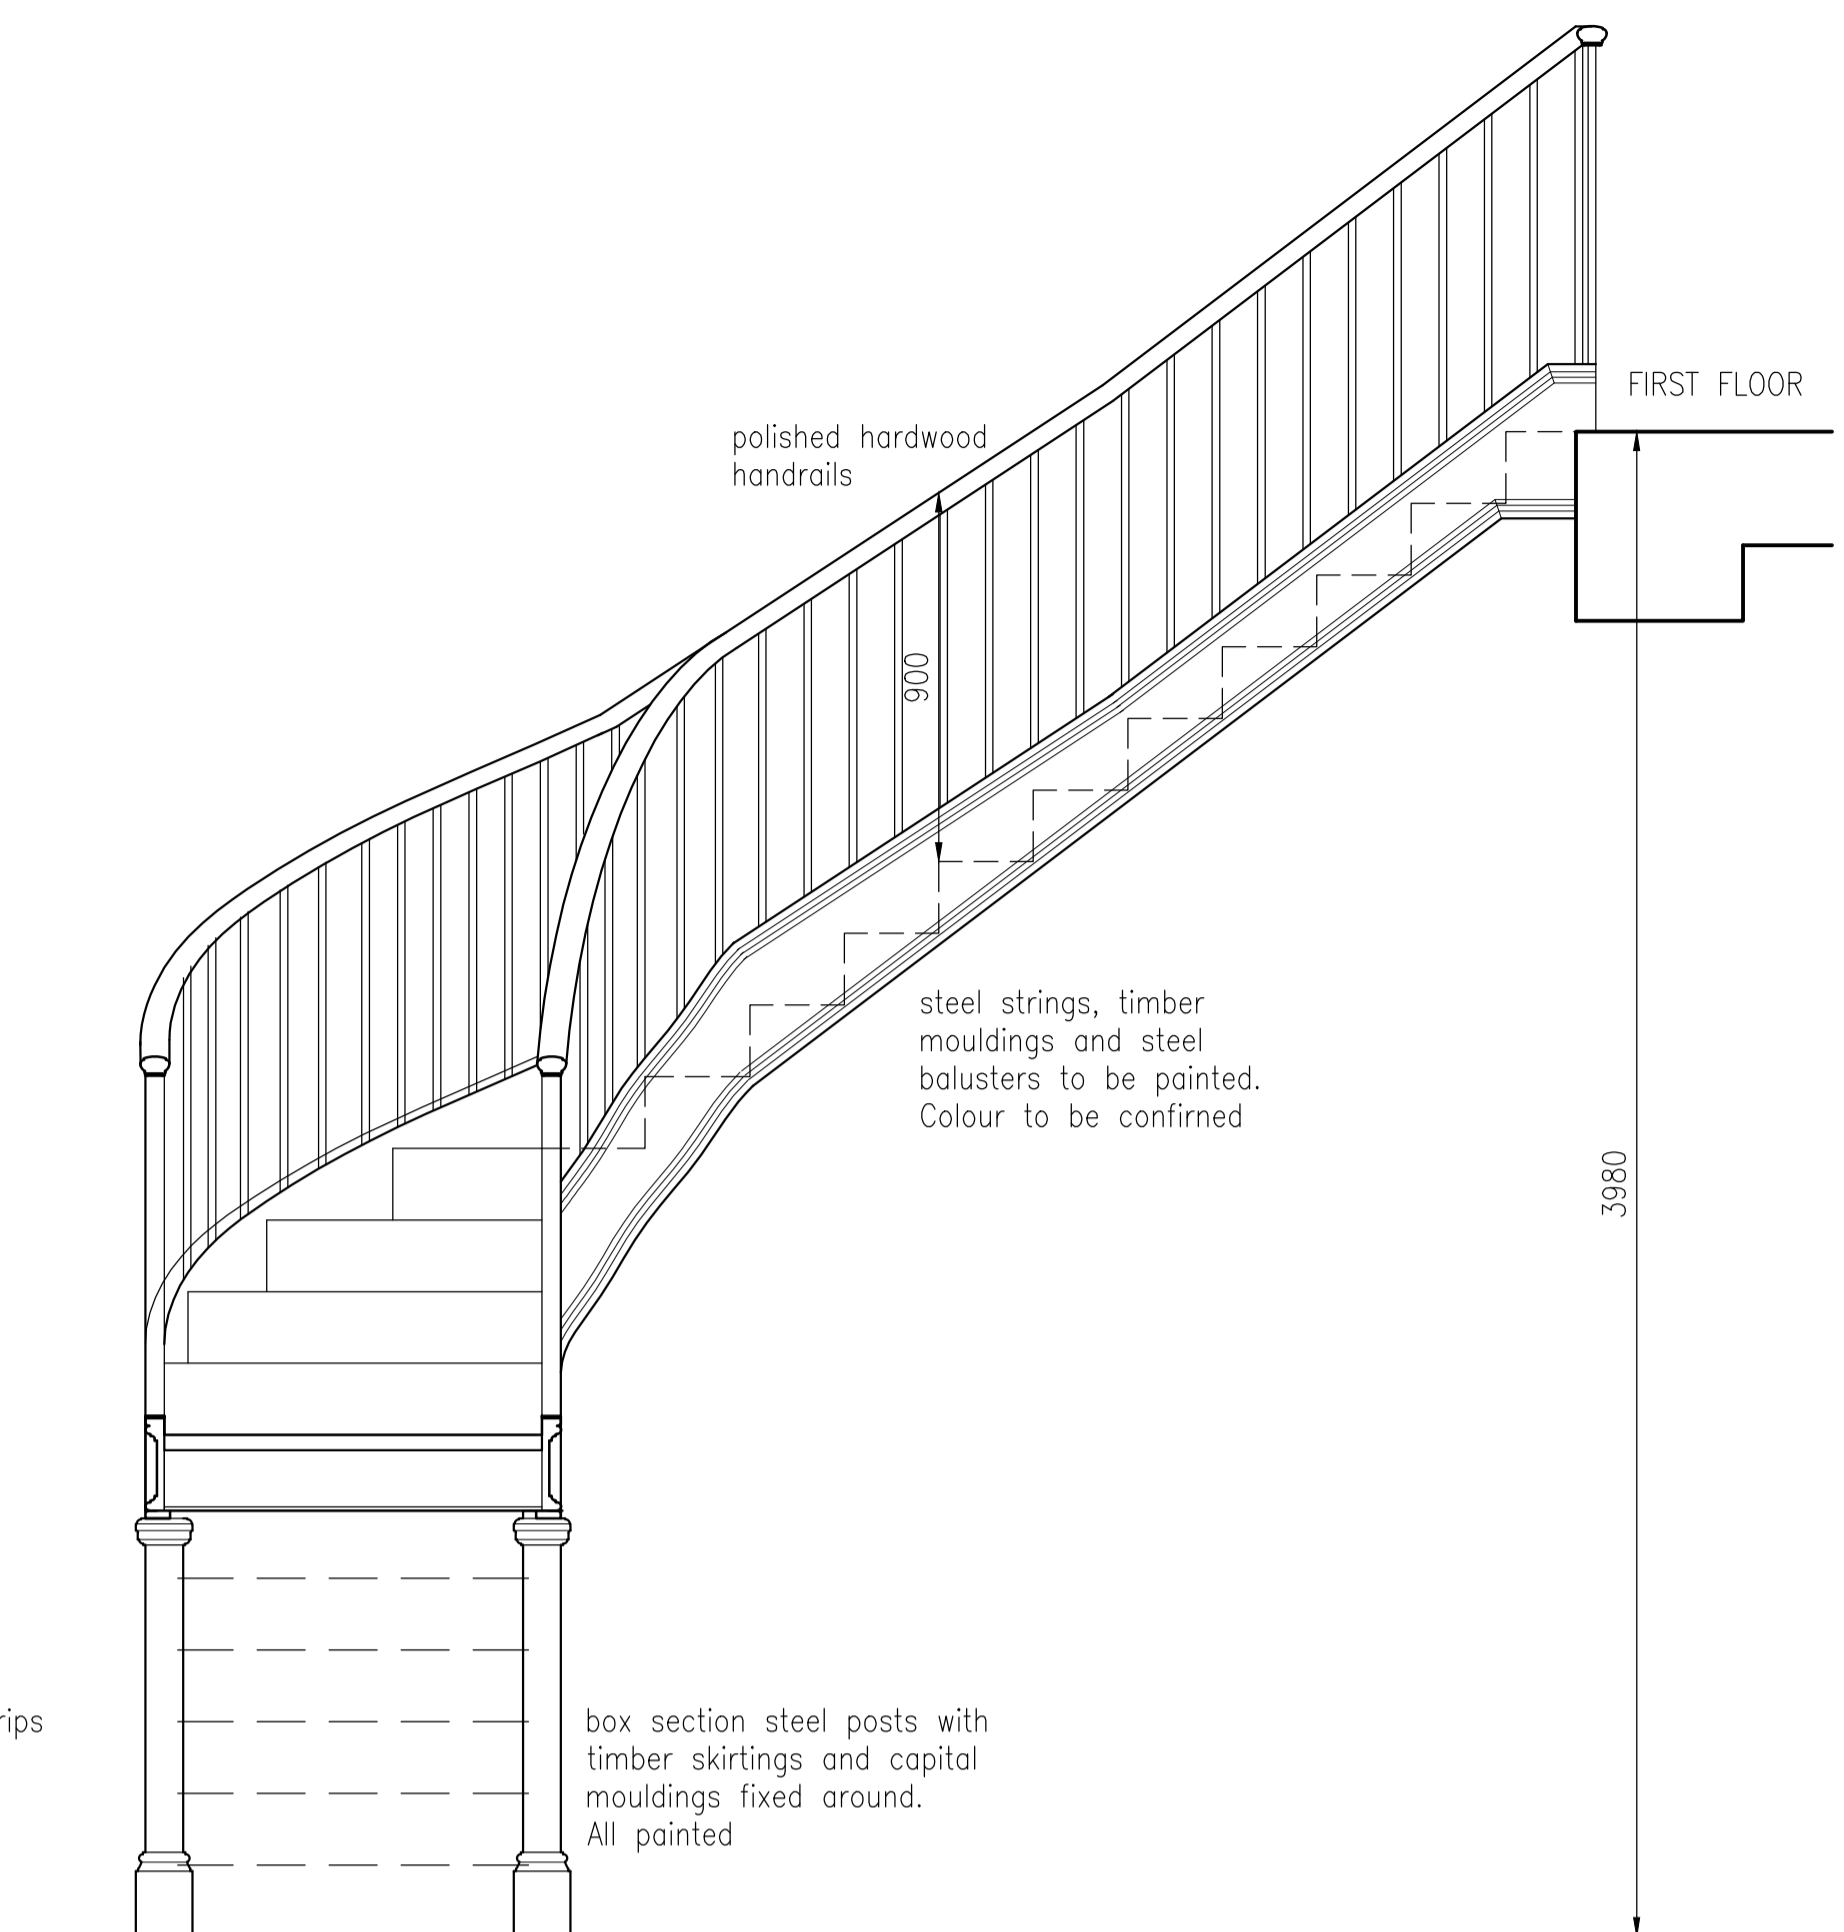 FIRST FLOOR
polished hardwood
handrails
900
steel strings, timber
mouldings and steel
balusters to be painted.
Colour to be confirned
3980
rips
box section steel posts with
timber skirtings and capital
mouldings fixed around.
All painted